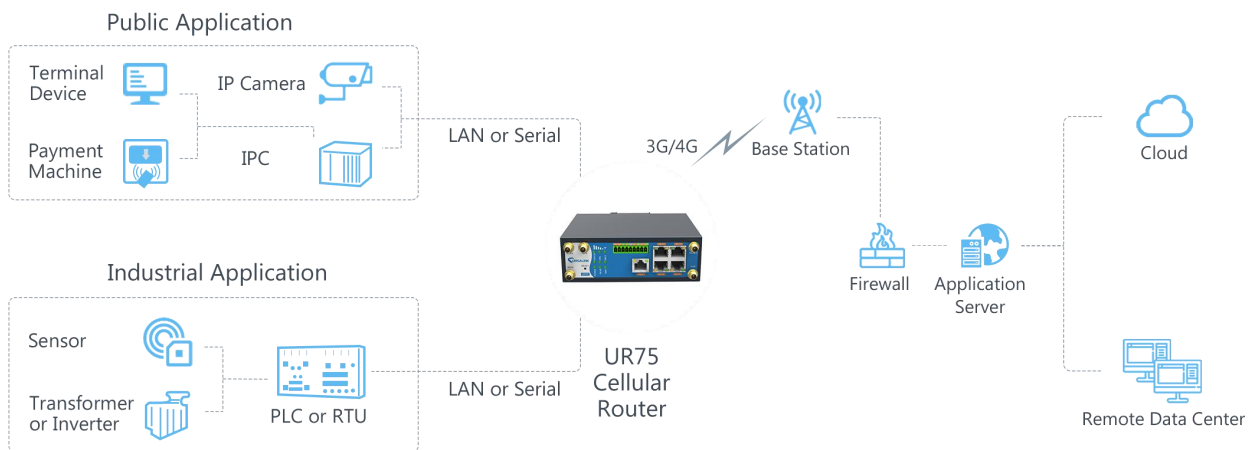 Public Application
Terminal
Device
IP Camera
Payment
Machine
IPC
LAN or Serial
3G/4G
Base Station
Cloud
Firewall
Application
Server
Industrial Application
Sensor
Transformer
or Inverter
PLC or RTU
LAN or Serial
UR75
Cellular
Router
Remote Data Center